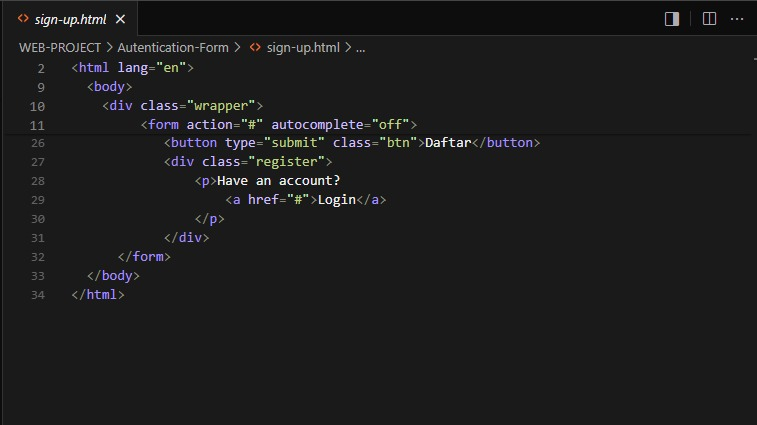 sign-up.html
WEB-PROJECT > Autentication-Form > sign-up.html > ...
2 <html lang="en">
9 <body>
10 <div class="wrapper">
11 <form action="#" autocomplete="off">
26 <button type="submit" class="btn">Daftar</button>
27 <div class="register">
28 <p>Have an account?
29 <a href="#">Login</a>
30 </p>
31 </div>
32 </form>
33 </body>
34 </html>